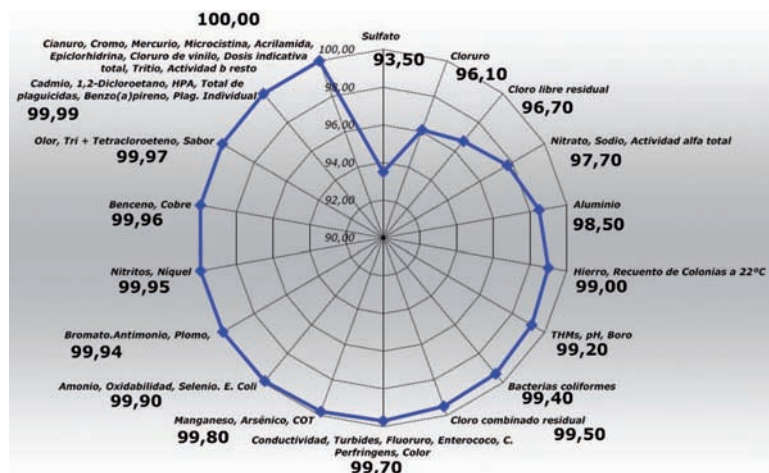 100,00
Cianuro, Cromo, Mercurio, Microcistina, Acrilamida,
Epiclorhidrina, Cloruro de vinilo, Dosis indicativa
total, Tritio, Actividad b resto
Cadmio, 1,2-Dicloroetano, HPA, Total de
plaguicidas, Benzo(a)pireno, Plag. Individual
99,99
Olor, Tri + Tetracloroeteno, Sabor
99,97
Benceno, Cobre
99,96
Nitritos, Níquel
99,95
Bromato.Antimonio, Plomo,
99,94
Amonio, Oxidabilidad, Selenio. E. Coli
99,90
Manganeso, Arsénico, COT
99,80
Conductividad, Turbides, Fluoruro, Enterococo, C.
Perfringens, Color
99,70
Sulfato
93,50
Cloruro
96,10
Cloro libre residual
96,70
Nitrato, Sodio, Actividad alfa total
97,70
Aluminio
98,50
Hierro, Recuento de Colonias a 22ºC
99,00
THMs, pH, Boro
99,20
Bacterias coliformes
99,40
Cloro combinado residual
99,50
100,00
98,00
96,00
94,00
92,00
90,00